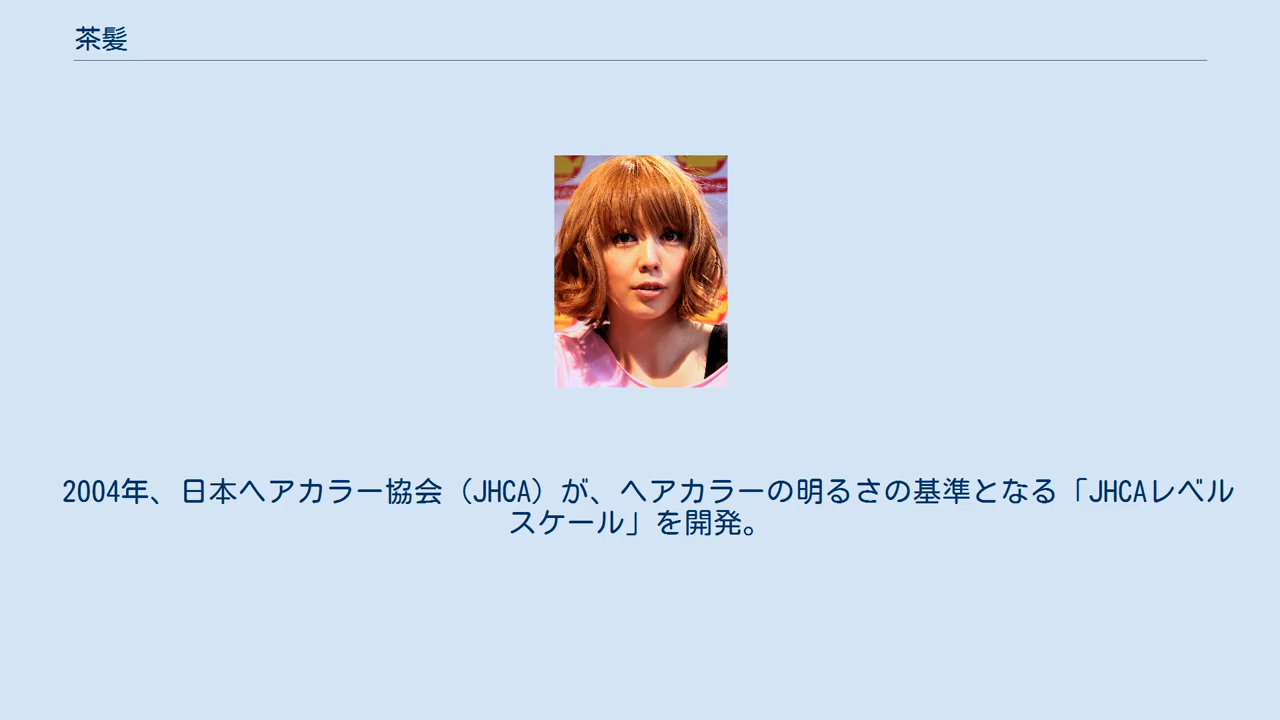 茶髪
2004年、日本ヘアカラー協会（JHCA）が、ヘアカラーの明るさの基準となる「JHCAレベル
スケール」を開発。